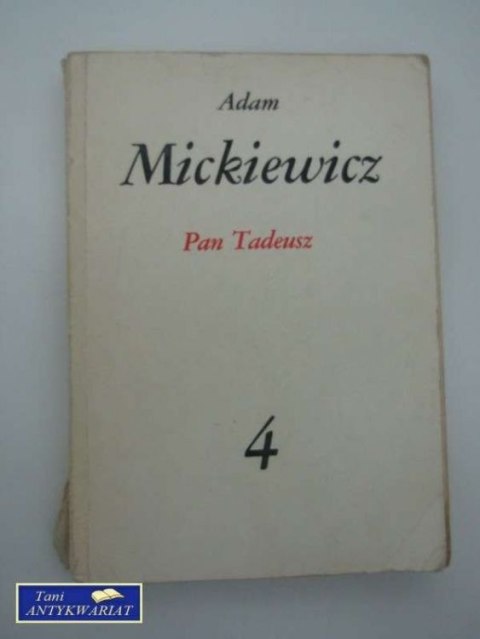 Adam
Mickiewicz
Pan Tadeusz
4
Tani
ANTYKWARIAT